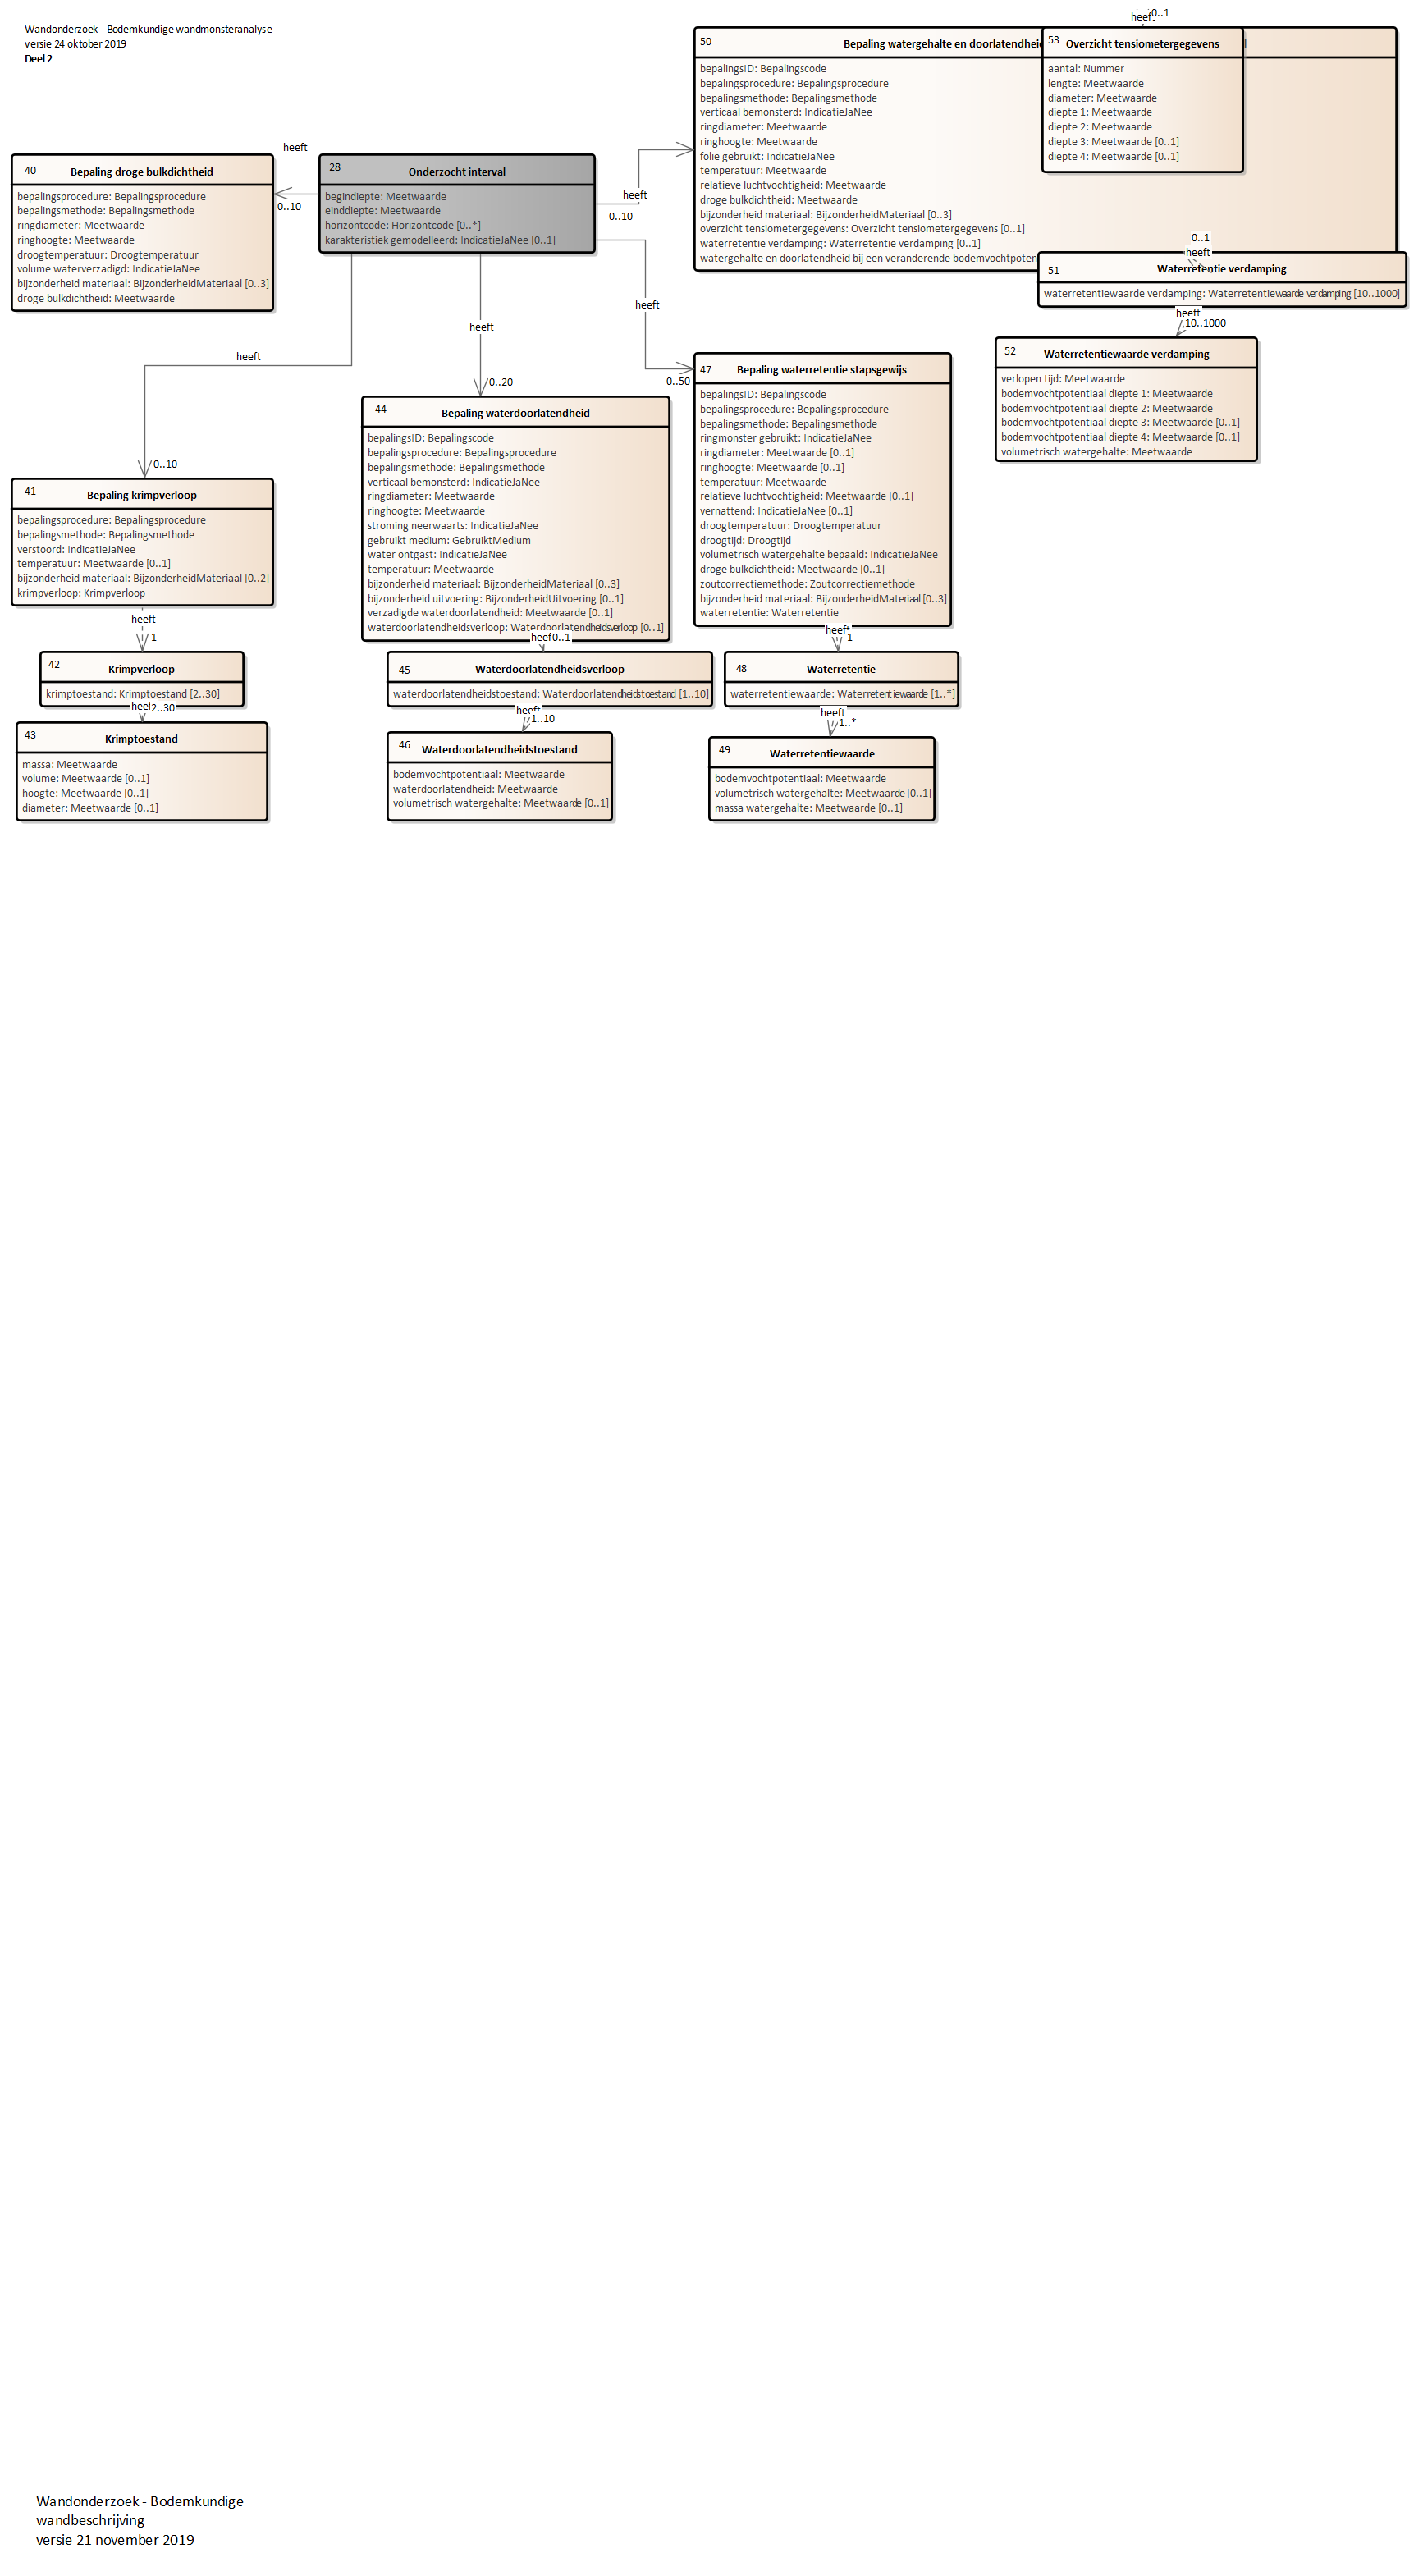 Wandonderzoek - Bodemkundige wandmonsteranalyse
versie 24 oktober 2019
Deel 2
heeft
0..1
50
Bepaling watergehalte en doorlatendheid
bepalingsID: Bepalingscode
bepalingsprocedure: Bepalingsprocedure
bepalingsmethode: Bepalingsmethode
verticaal bemonsterd: IndicatieJaNee
ringdiameter: Meetwaarde
ringhoogte: Meetwaarde
folie gebruikt: IndicatieJaNee
temperatuur: Meetwaarde
relatieve luchtvochtigheid: Meetwaarde
droge bulkdichtheid: Meetwaarde
bijzonderheid materiaal: BijzonderheidMateriaal [0..3]
overzicht tensiometergegevens: Overzicht tensiometergegevens [0..1]
waterretentie verdamping: Waterretentie verdamping [0..1]
watergehalte en doorlatendheid bij een veranderende bodemvochtpoten
53
Overzicht tensiometergegevens
aantal: Nummer
lengte: Meetwaarde
diameter: Meetwaarde
diepte 1: Meetwaarde
diepte 2: Meetwaarde
diepte 3: Meetwaarde [0..1]
diepte 4: Meetwaarde [0..1]
heeft
0..10
40
Bepaling droge bulkdichtheid
bepalingsprocedure: Bepalingsprocedure
bepalingsmethode: Bepalingsmethode
ringdiameter: Meetwaarde
ringhoogte: Meetwaarde
droogtemperatuur: Droogtemperatuur
volume waterverzadigd: IndicatieJaNee
bijzonderheid materiaal: BijzonderheidMateriaal [0..3]
droge bulkdichtheid: Meetwaarde
28
Onderzocht interval
begindiepte: Meetwaarde
einddiepte: Meetwaarde
horizontcode: Horizontcode [0..*]
karakteristiek gemodelleerd: IndicatieJaNee [0..1]
heeft
0..10
0..1
heeft
51
Waterretentie verdamping
waterretentiewaarde verdamping: Waterretentiewaarde verdamping [10..1000]
heeft
10..1000
52
Waterretentiewaarde verdamping
verlopen tijd: Meetwaarde
bodemvochtpotentiaal diepte 1: Meetwaarde
bodemvochtpotentiaal diepte 2: Meetwaarde
bodemvochtpotentiaal diepte 3: Meetwaarde [0..1]
bodemvochtpotentiaal diepte 4: Meetwaarde [0..1]
volumetrisch watergehalte: Meetwaarde
heeft
0..50
heeft
0..20
heeft
0..10
47
Bepaling waterretentie stapsgewijs
bepalingsID: Bepalingscode
bepalingsprocedure: Bepalingsprocedure
bepalingsmethode: Bepalingsmethode
ringmonster gebruikt: IndicatieJaNee
ringdiameter: Meetwaarde [0..1]
ringhoogte: Meetwaarde [0..1]
temperatuur: Meetwaarde
relatieve luchtvochtigheid: Meetwaarde [0..1]
vernattend: IndicatieJaNee [0..1]
droogtemperatuur: Droogtemperatuur
droogtijd: Droogtijd
volumetrisch watergehalte bepaald: IndicatieJaNee
droge bulkdichtheid: Meetwaarde [0..1]
zoutcorrectiemethode: Zoutcorrectiemethode
bijzonderheid materiaal: BijzonderheidMateriaal [0..3]
waterretentie: Waterretentie
44
Bepaling waterdoorlatendheid
bepalingsID: Bepalingscode
bepalingsprocedure: Bepalingsprocedure
bepalingsmethode: Bepalingsmethode
verticaal bemonsterd: IndicatieJaNee
ringdiameter: Meetwaarde
ringhoogte: Meetwaarde
stroming neerwaarts: IndicatieJaNee
gebruikt medium: GebruiktMedium
water ontgast: IndicatieJaNee
temperatuur: Meetwaarde
bijzonderheid materiaal: BijzonderheidMateriaal [0..3]
bijzonderheid uitvoering: BijzonderheidUitvoering [0..1]
verzadigde waterdoorlatendheid: Meetwaarde [0..1]
waterdoorlatendheidsverloop: Waterdoorlatendheidsverloop [0..1]
41
Bepaling krimpverloop
bepalingsprocedure: Bepalingsprocedure
bepalingsmethode: Bepalingsmethode
verstoord: IndicatieJaNee
temperatuur: Meetwaarde [0..1]
bijzonderheid materiaal: BijzonderheidMateriaal [0..2]
krimpverloop: Krimpverloop
heeft
1
42
Krimpverloop
krimptoestand: Krimptoestand [2..30]
heeft
2..30
43
Krimptoestand
massa: Meetwaarde
volume: Meetwaarde [0..1]
hoogte: Meetwaarde [0..1]
diameter: Meetwaarde [0..1]
heeft
0..1
45
Waterdoorlatendheidsverloop
waterdoorlatendheidstoestand: Waterdoorlatendheidstoestand [1..10]
heeft
1..10
46
Waterdoorlatendheidstoestand
bodemvochtpotentiaal: Meetwaarde
waterdoorlatendheid: Meetwaarde
volumetrisch watergehalte: Meetwaarde [0..1]
heeft
1
48
Waterretentie
waterretentiewaarde: Waterretentiewaarde [1..*]
heeft
1..*
49
Waterretentiewaarde
bodemvochtpotentiaal: Meetwaarde
volumetrisch watergehalte: Meetwaarde [0..1]
massa watergehalte: Meetwaarde [0..1]
Wandonderzoek - Bodemkundige
wandbeschrijving
versie 21 november 2019